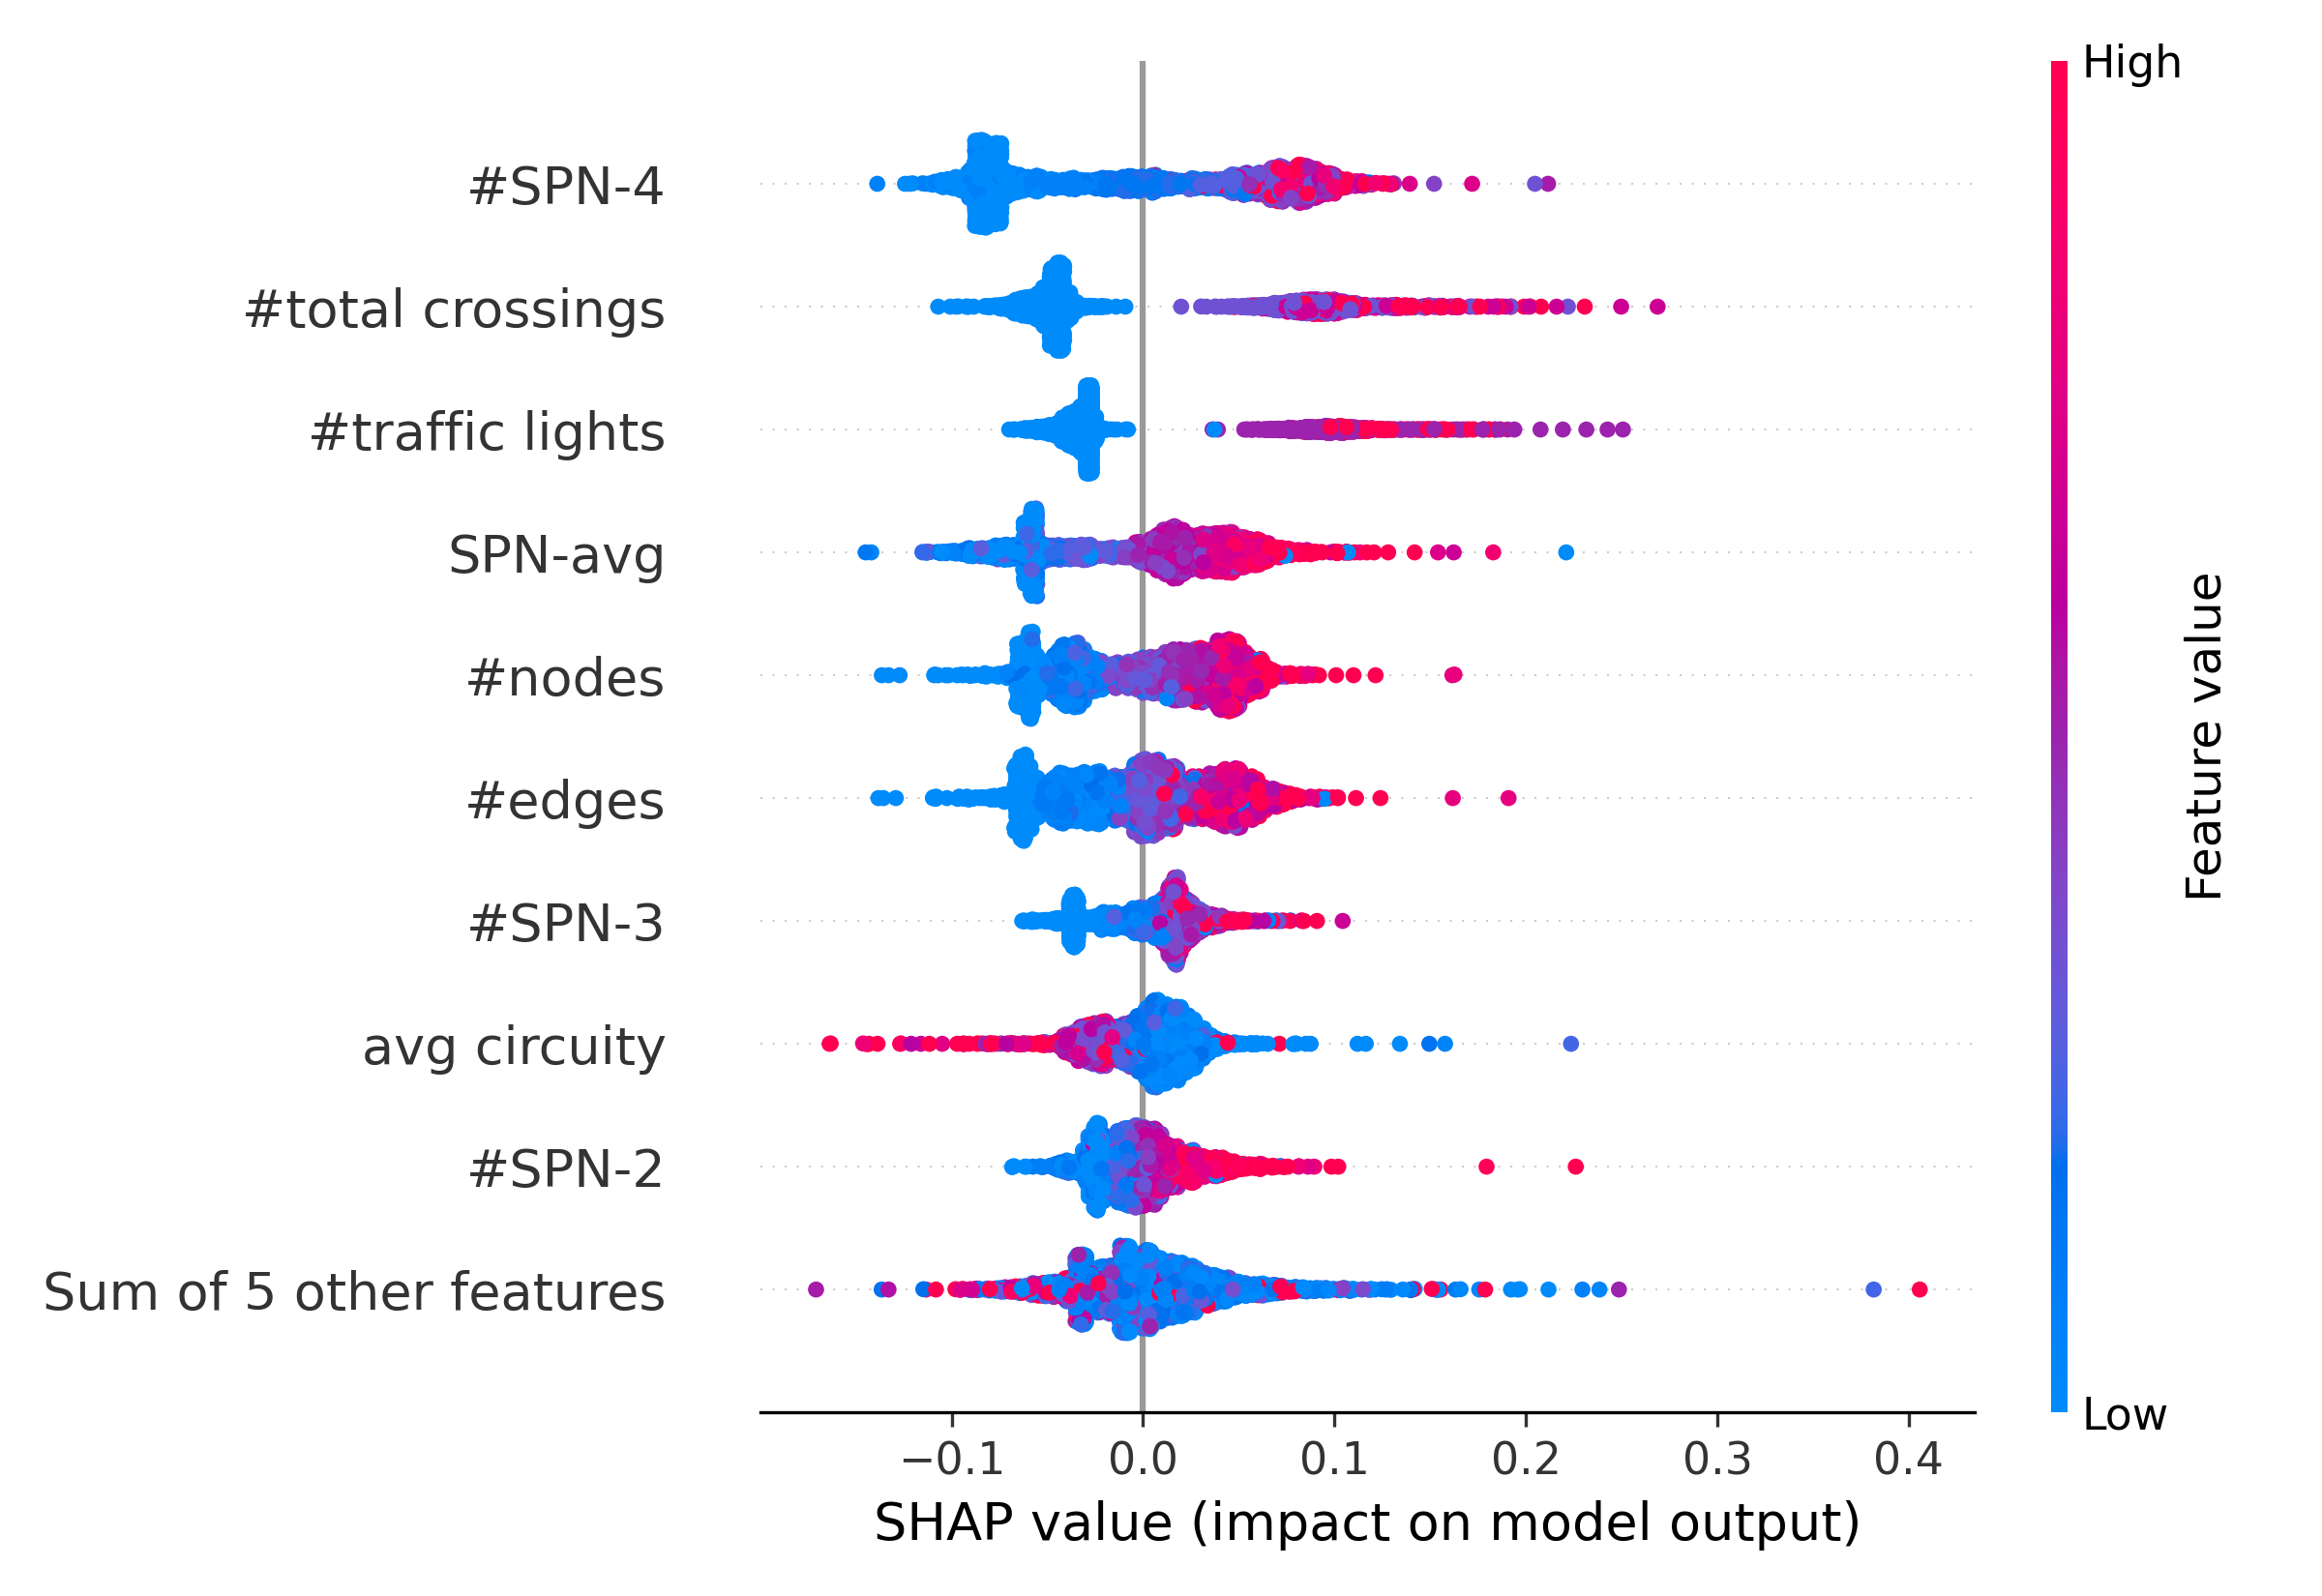 High
#SPN-4
#total crossings
#traffic lights
SPN-avg
#nodes
#edges
#SPN-3
avg circuity
#SPN-2
Sum of 5 other features
Feature value
Low
−0.1 0.0 0.1 0.2 0.3 0.4
SHAP value (impact on model output)